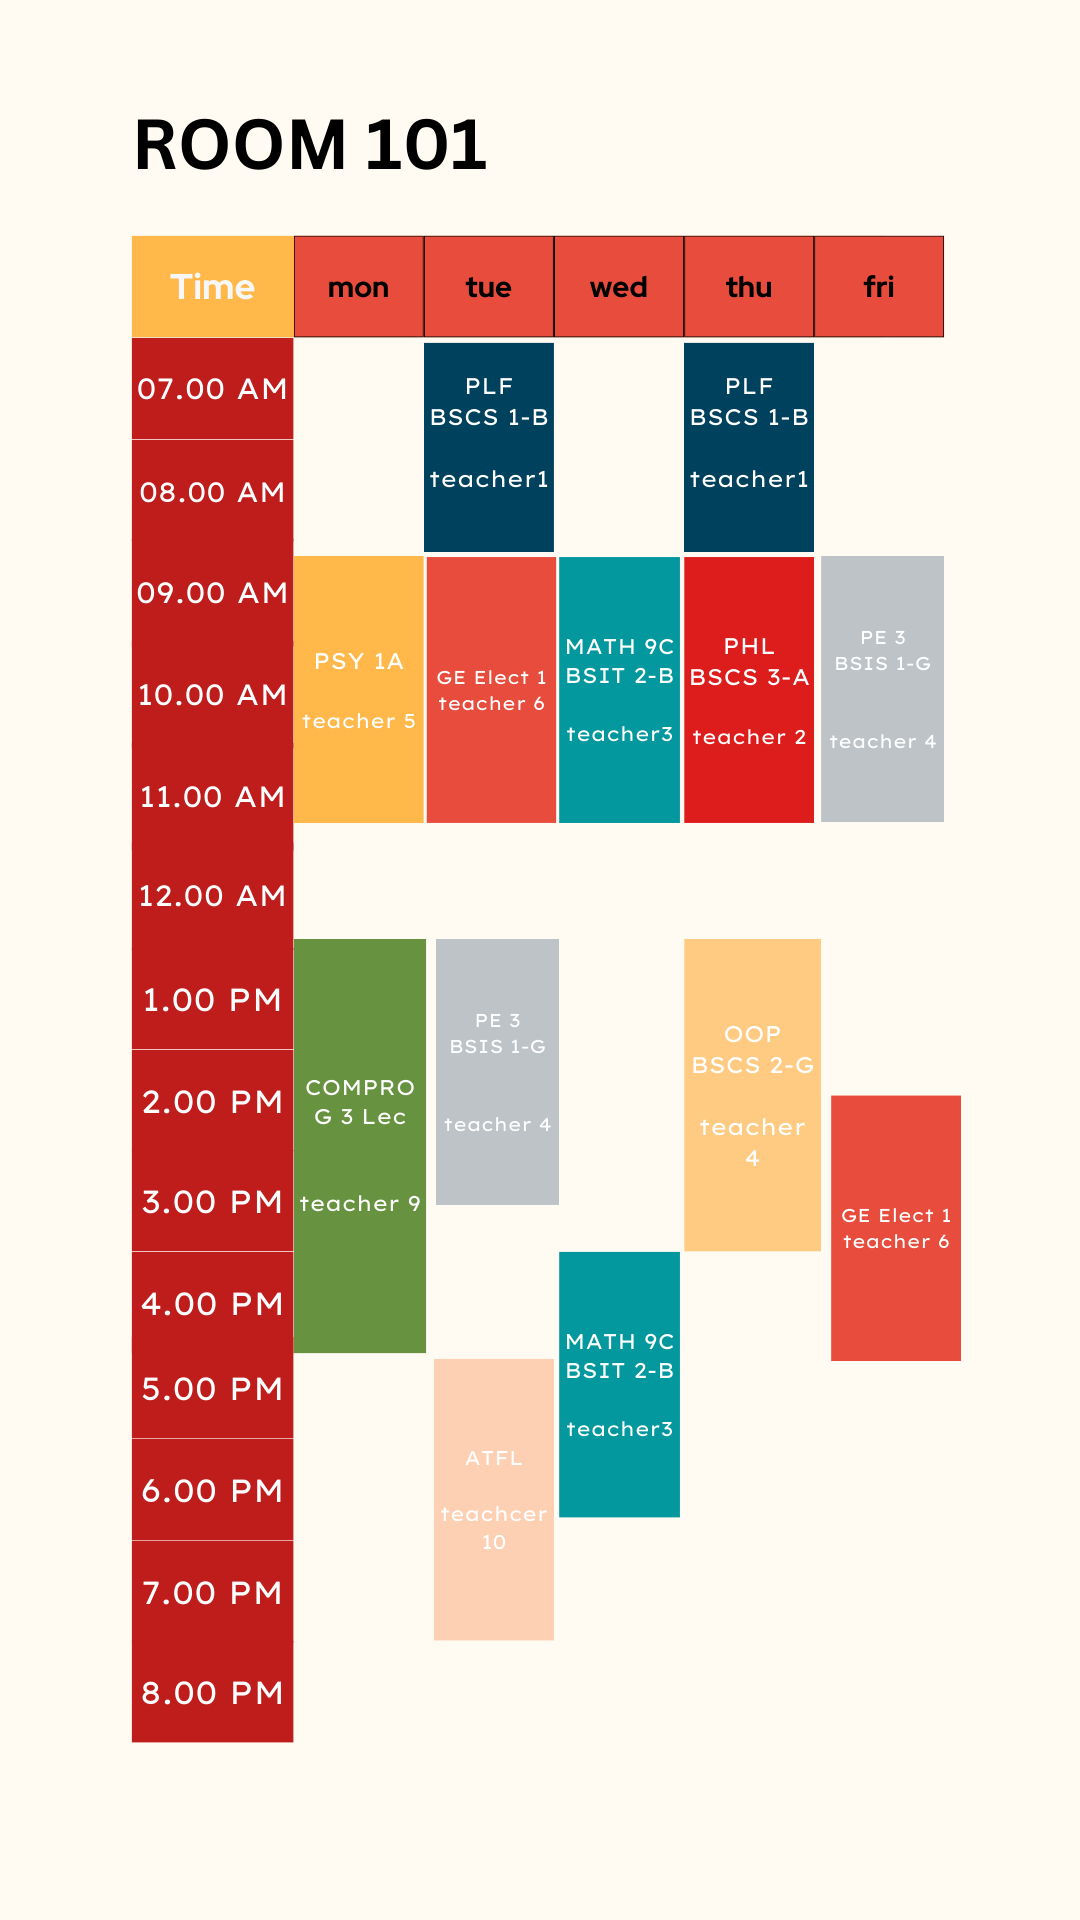 ROOM 101
Time
mon
tue
wed
thu
fri
07.00 AM
08.00 AM
09.00 AM
10.00 AM
11.00 AM
12.00 AM
1.00 PM
2.00 PM
3.00 PM
4.00 PM
5.00 PM
6.00 PM
7.00 PM
8.00 PM
PLF
BSCS 1-B
teacher1
PLF
BSCS 1-B
teacher1
PSY 1A
teacher 5
GE Elect 1
teacher 6
MATH 9C
BSIT 2-B
teacher3
PHL
BSCS 3-A
teacher 2
PE 3
BSIS 1-G
teacher 4
COMPRO
G 3 Lec
teacher 9
PE 3
BSIS 1-G
teacher 4
OOP
BSCS 2-G
teacher
4
GE Elect 1
teacher 6
MATH 9C
BSIT 2-B
teacher3
ATFL
teachcer
10